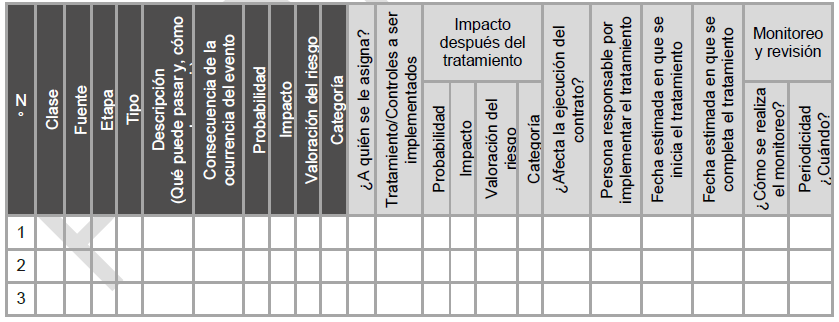 N
°
Clase
Fuente
Etapa
Tipo
Descripción
(Qué puede pasar y, cómo
Consecuencia de la
ocurrencia del evento
Probabilidad
Impacto
Valoración del riesgo
Categoría
¿A quién se le asigna?
Tratamiento/Controles a ser
implementados
Impacto
después del
tratamiento
Probabilidad
Impacto
Valoración del
riesgo
Categoría
¿Afecta la ejecución del
contrato?
Persona responsable por
implementar el tratamiento
Fecha estimada en que se
inicia el tratamiento
Fecha estimada en que se
completa el tratamiento
Monitoreo
y revisión
¿Cómo se realiza
el monitoreo?
Periodicidad
¿Cuándo?
1
2
3